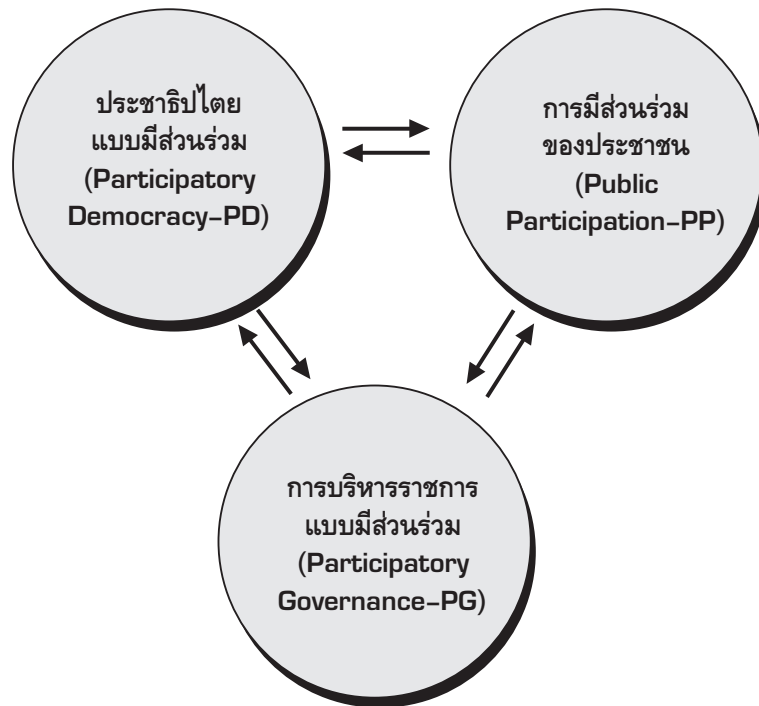 ประชาธิปไตย
แบบมีส่วนร่วม
(Participatory
Democracy-PD)
การมีส่วนร่วม
ของประชาชน
(Public
Participation-PP)
การบริหารราชการ
แบบมีส่วนร่วม
(Participatory
Governance-PG)